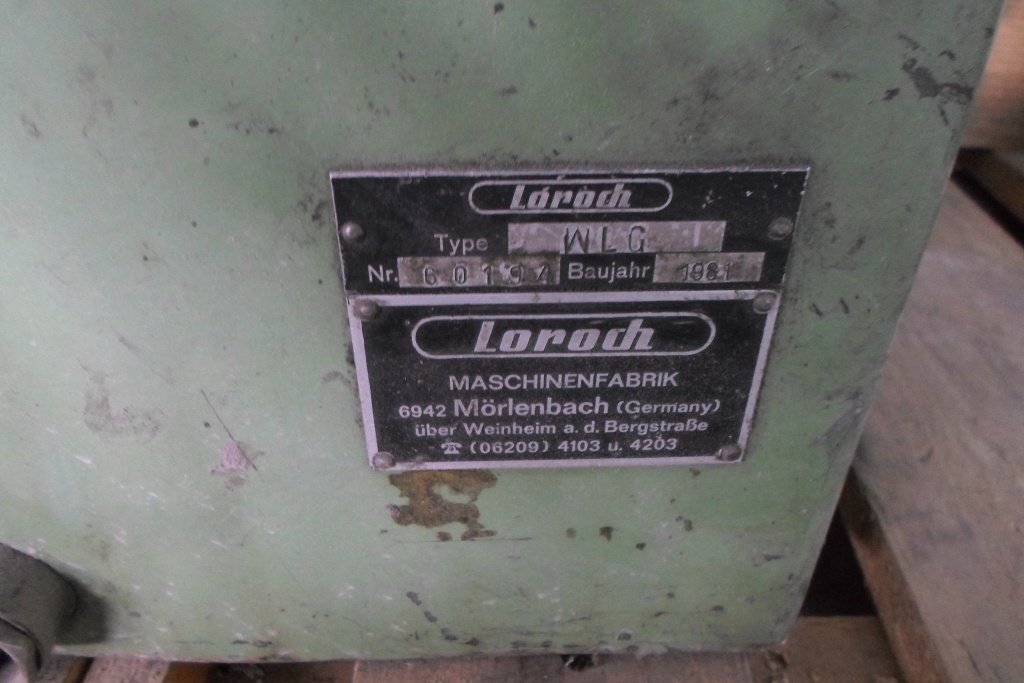 Loroch
Type WLG
Nr. 60194 Baujahr 1981
Loroch
MASCHINENFABRIK
6942 Mörlenbach (Germany)
über Weinheim a. d. Bergstraße
☎ (06209) 4103 u. 4203